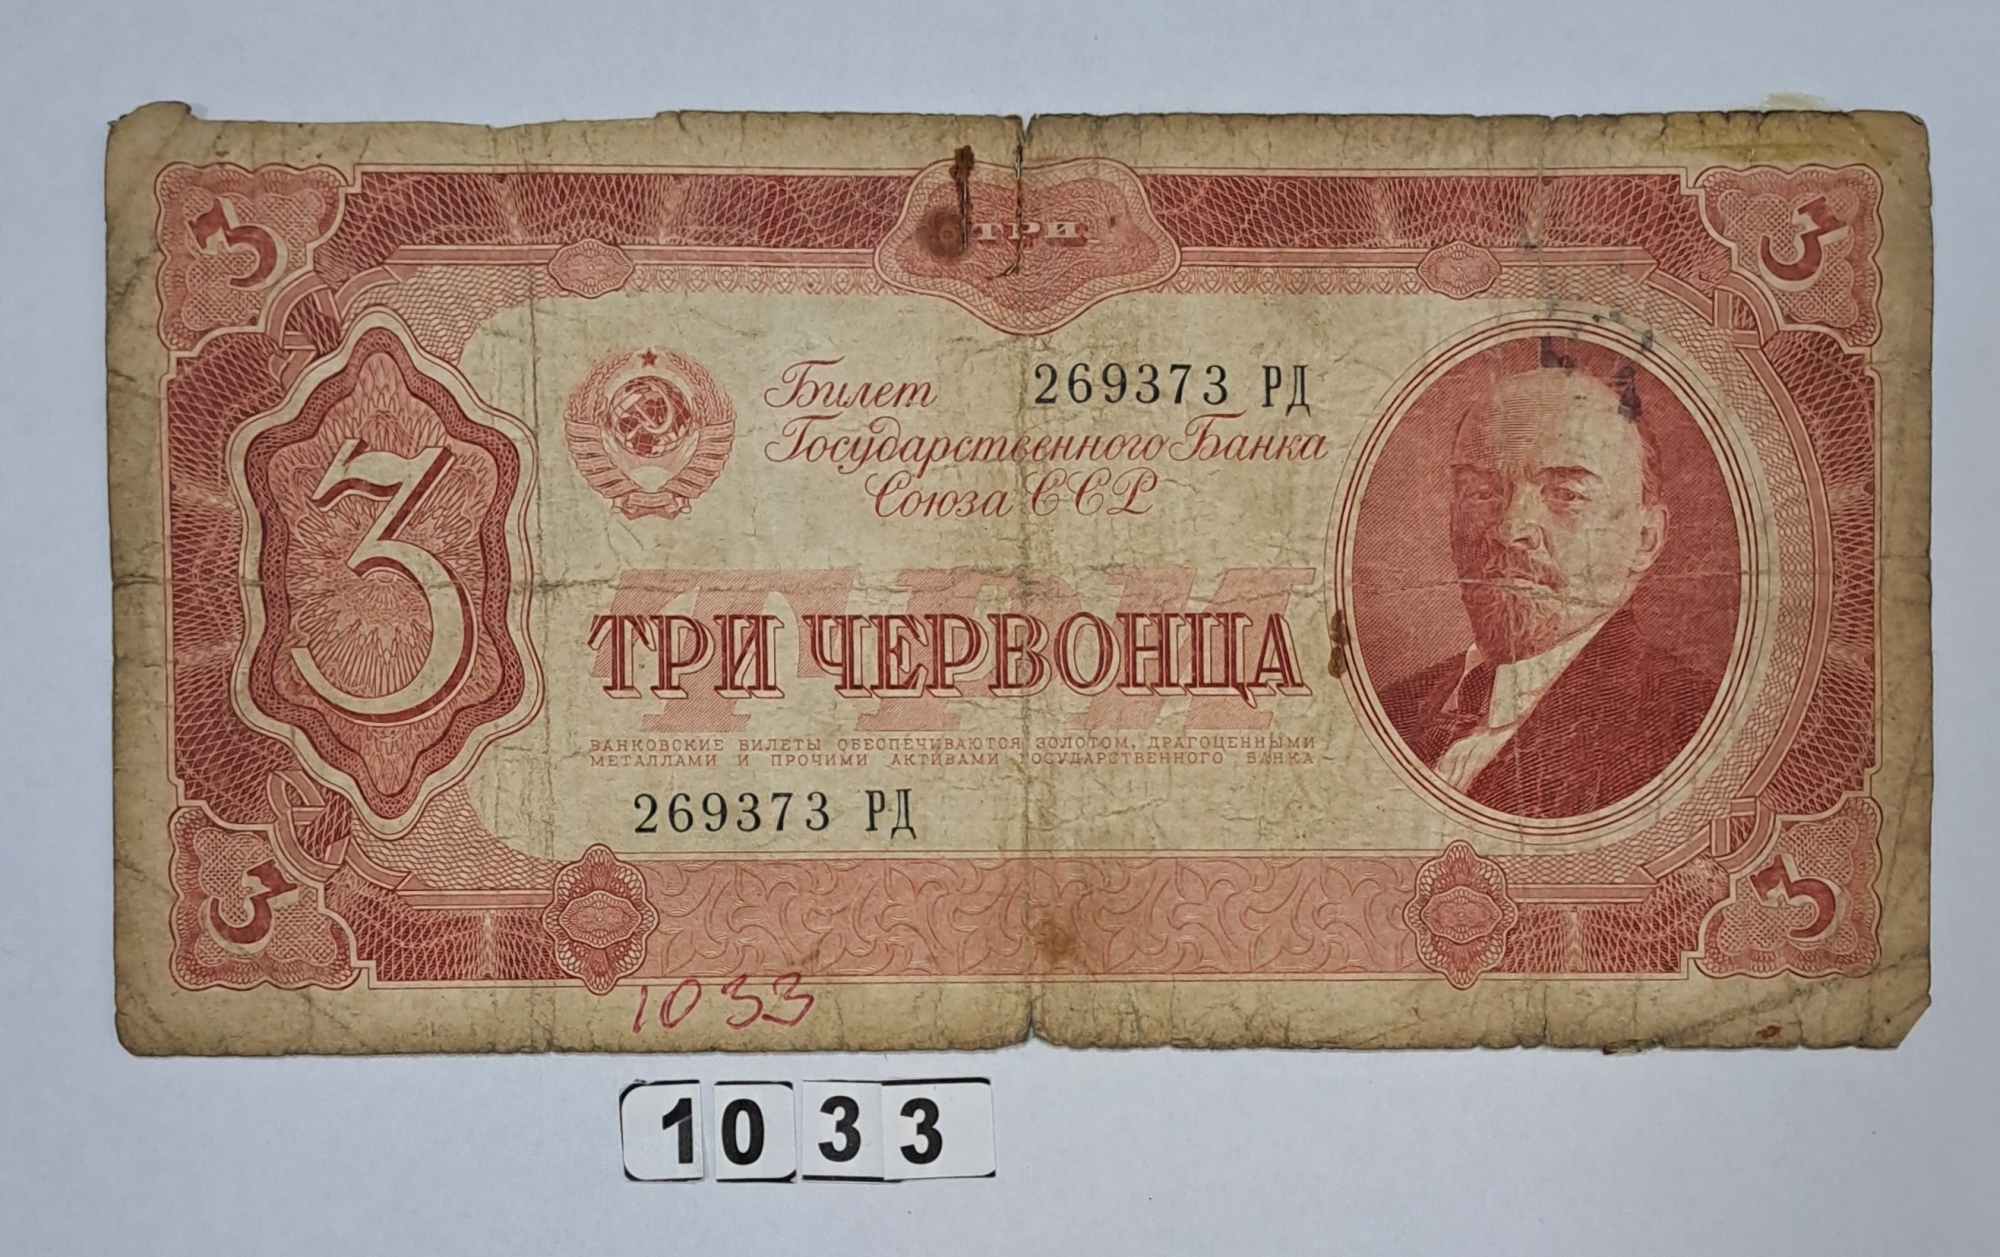 3
ТРИ
3
3
Билет
269373 РД
Государственного Банка
Союза ССР
ТРИ
ТРИ ЧЕРВОНЦА
БАНКОВСКИЕ БИЛЕТЫ ОБЕСПЕЧИВАЮТСЯ ЗОЛОТОМ, ДРАГОЦЕННЫМИ
МЕТАЛЛАМИ И ПРОЧИМИ АКТИВАМИ ГОСУДАРСТВЕННОГО БАНКА
269373 РД
3
3
1033
1033